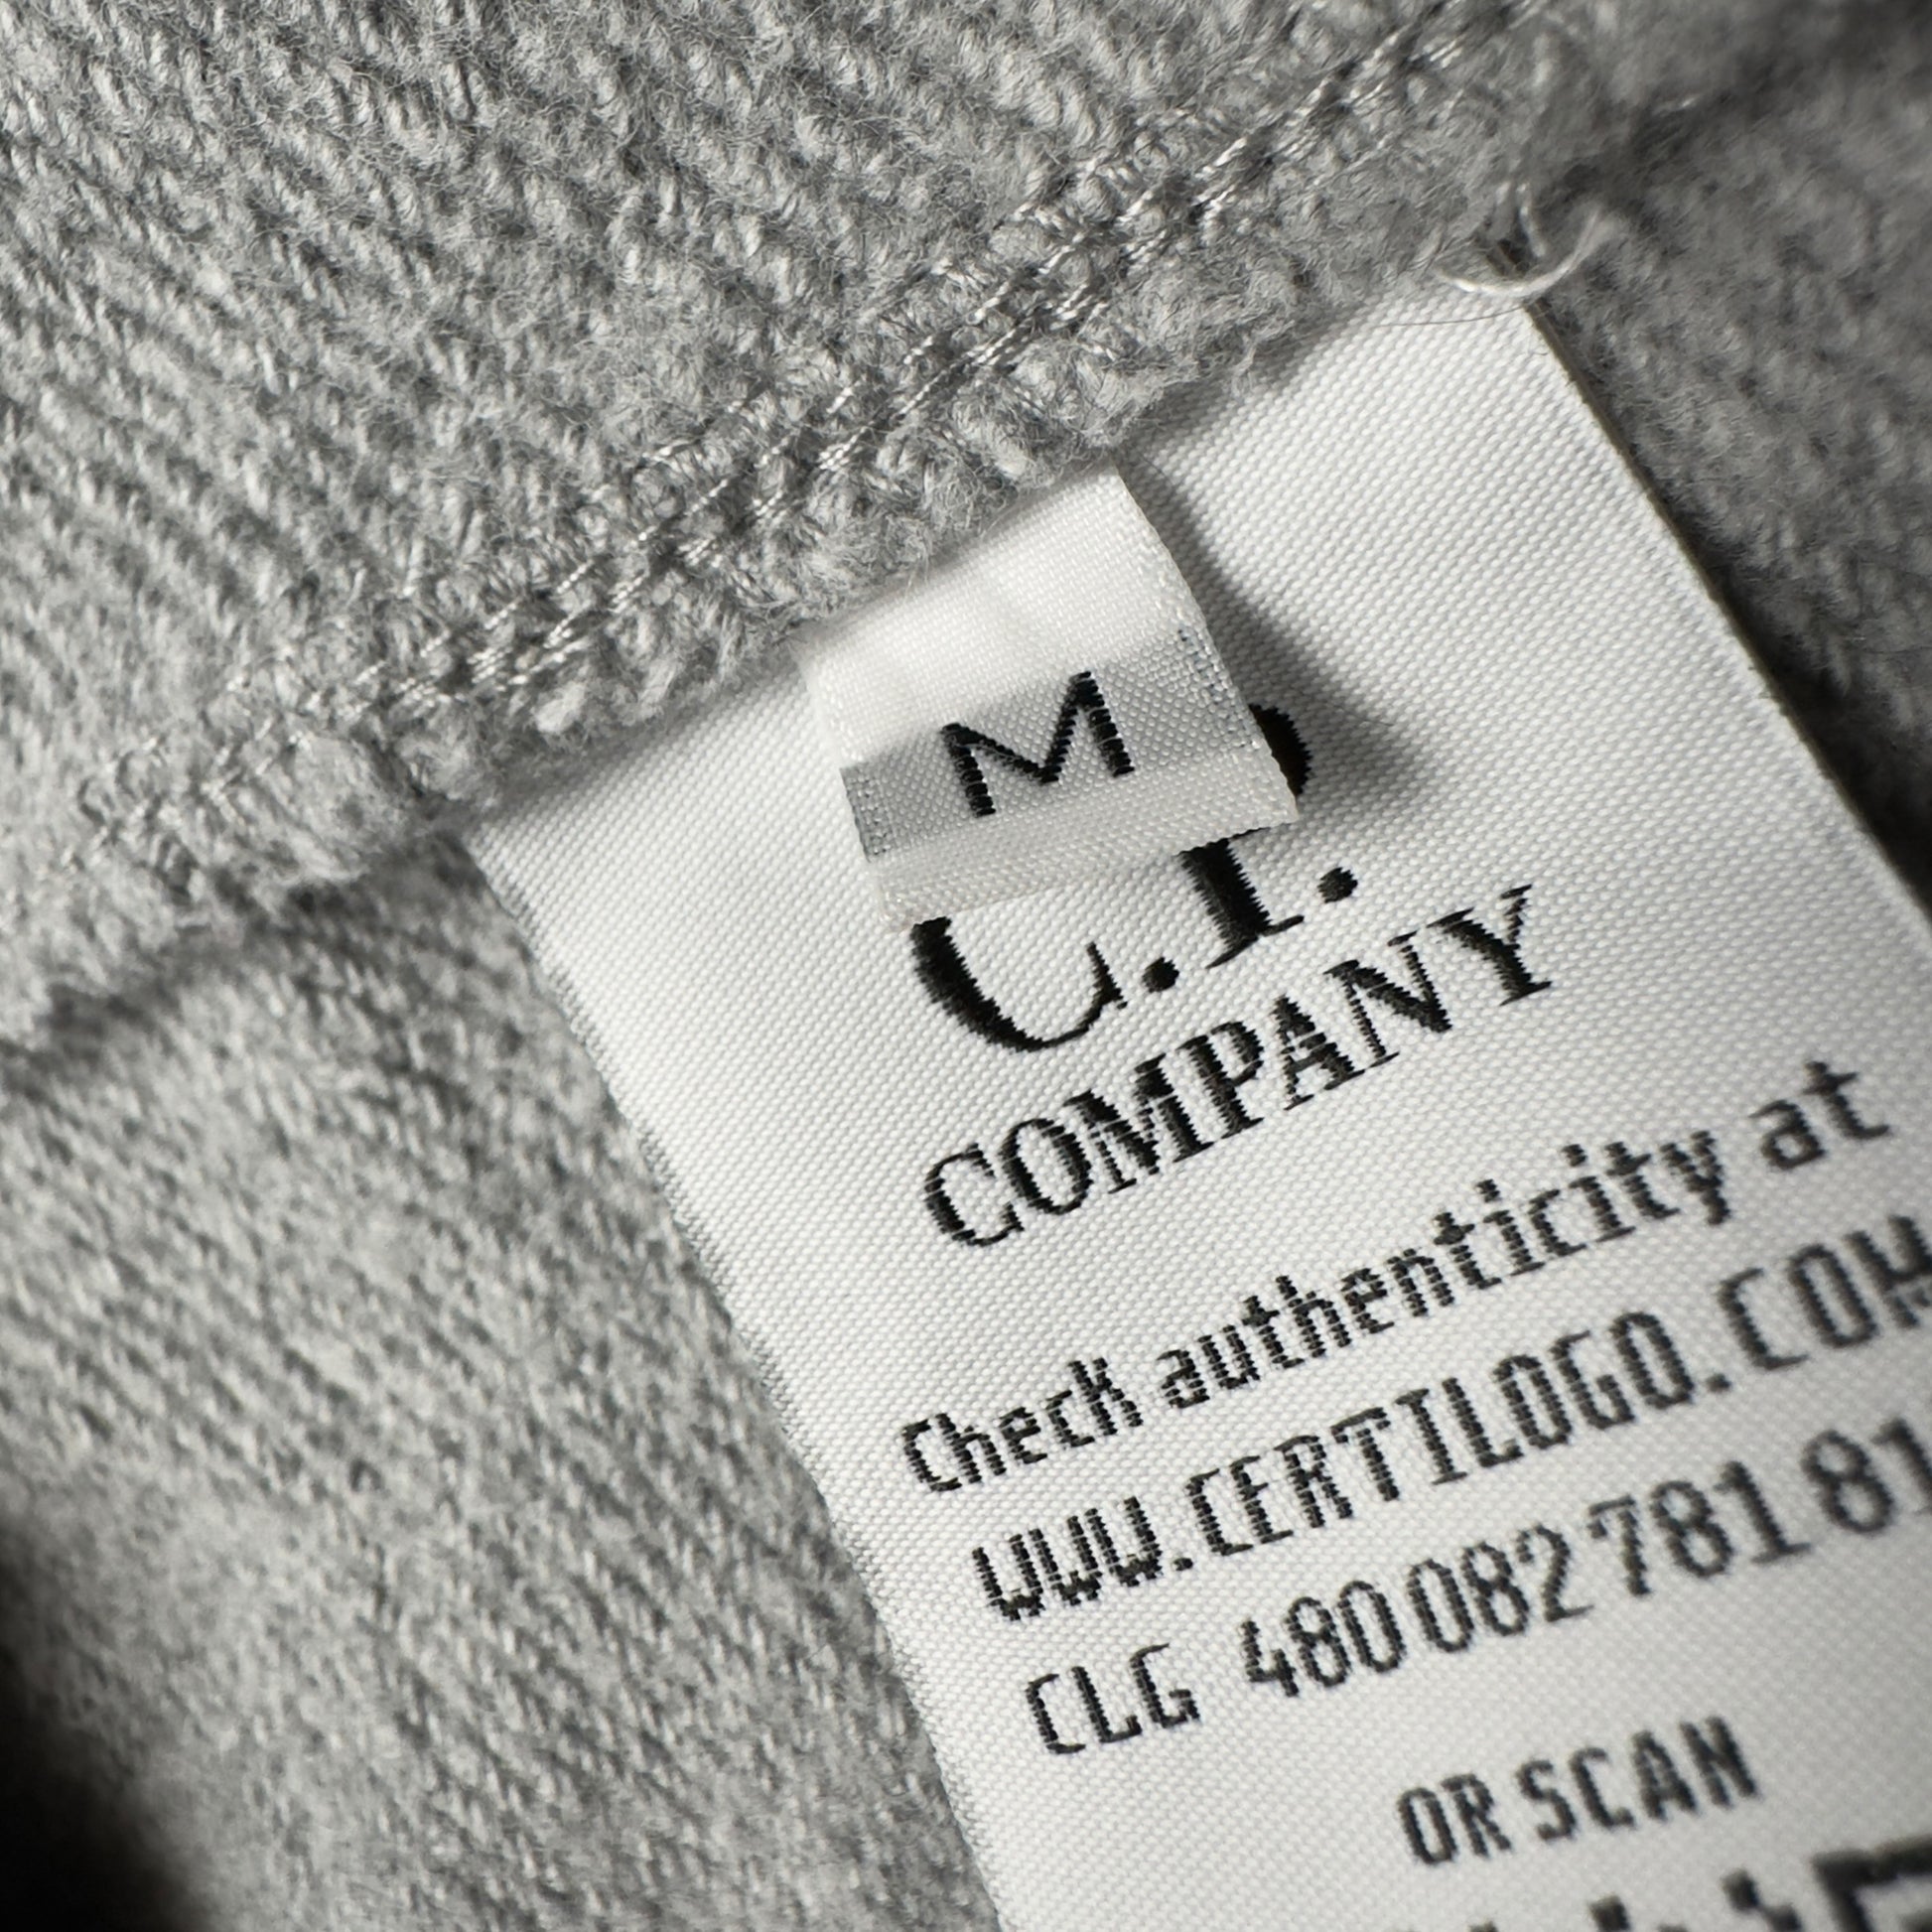 M
C.P.
COMPANY
Check authenticity at
WWW.CERTILOGO.COM
CLG 480 082 781 81
OR SCAN